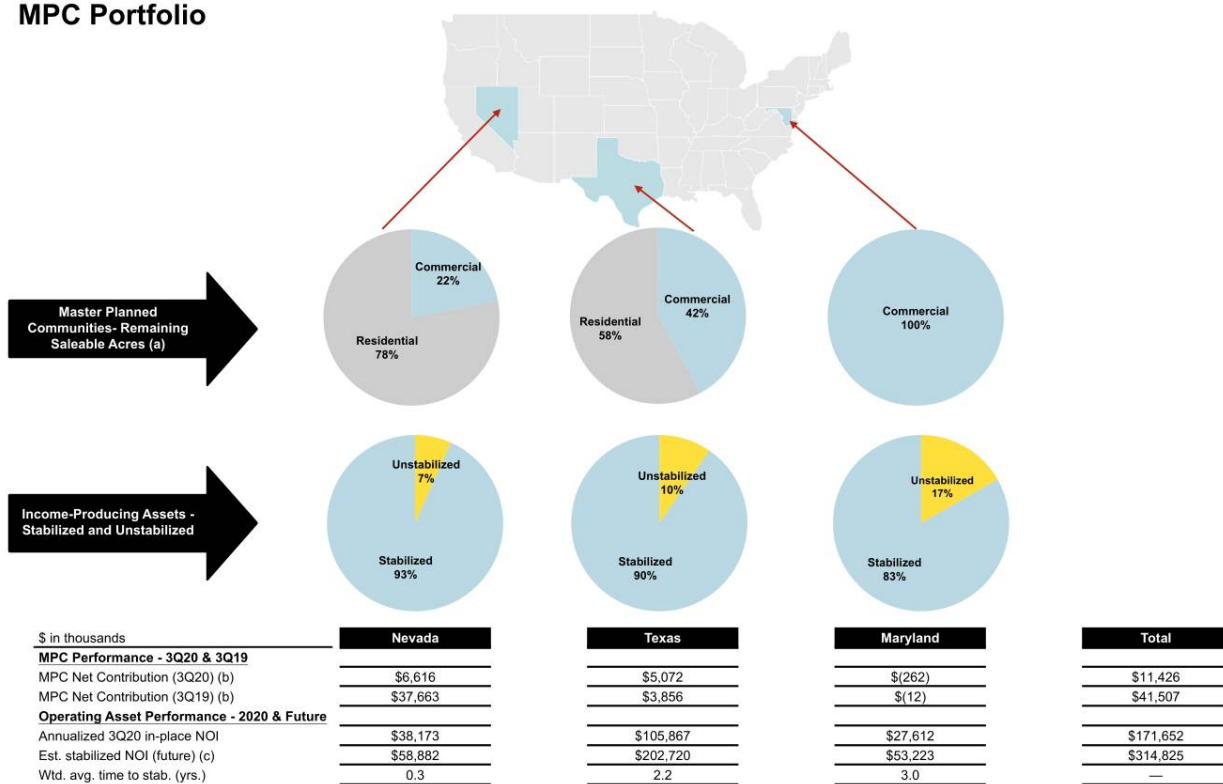 MPC Portfolio
Commercial
22%
Residential
78%
Commercial
42%
Residential
58%
Commercial
100%
Master Planned
Communities- Remaining
Saleable Acres (a)
Unstabilized
7%
Stabilized
93%
Unstabilized
10%
Stabilized
90%
Unstabilized
17%
Stabilized
83%
Income-Producing Assets -
Stabilized and Unstabilized
$ in thousands Nevada Texas Maryland Total
MPC Performance - 3Q20 & 3Q19
MPC Net Contribution (3Q20) (b) $6,616 $5,072 $(262) $11,426
MPC Net Contribution (3Q19) (b) $37,663 $3,856 $(12) $41,507
Operating Asset Performance - 2020 & Future
Annualized 3Q20 in-place NOI $38,173 $105,867 $27,612 $171,652
Est. stabilized NOI (future) (c) $58,882 $202,720 $53,223 $314,825
Wtd. avg. time to stab. (yrs.) 0.3 2.2 3.0 —